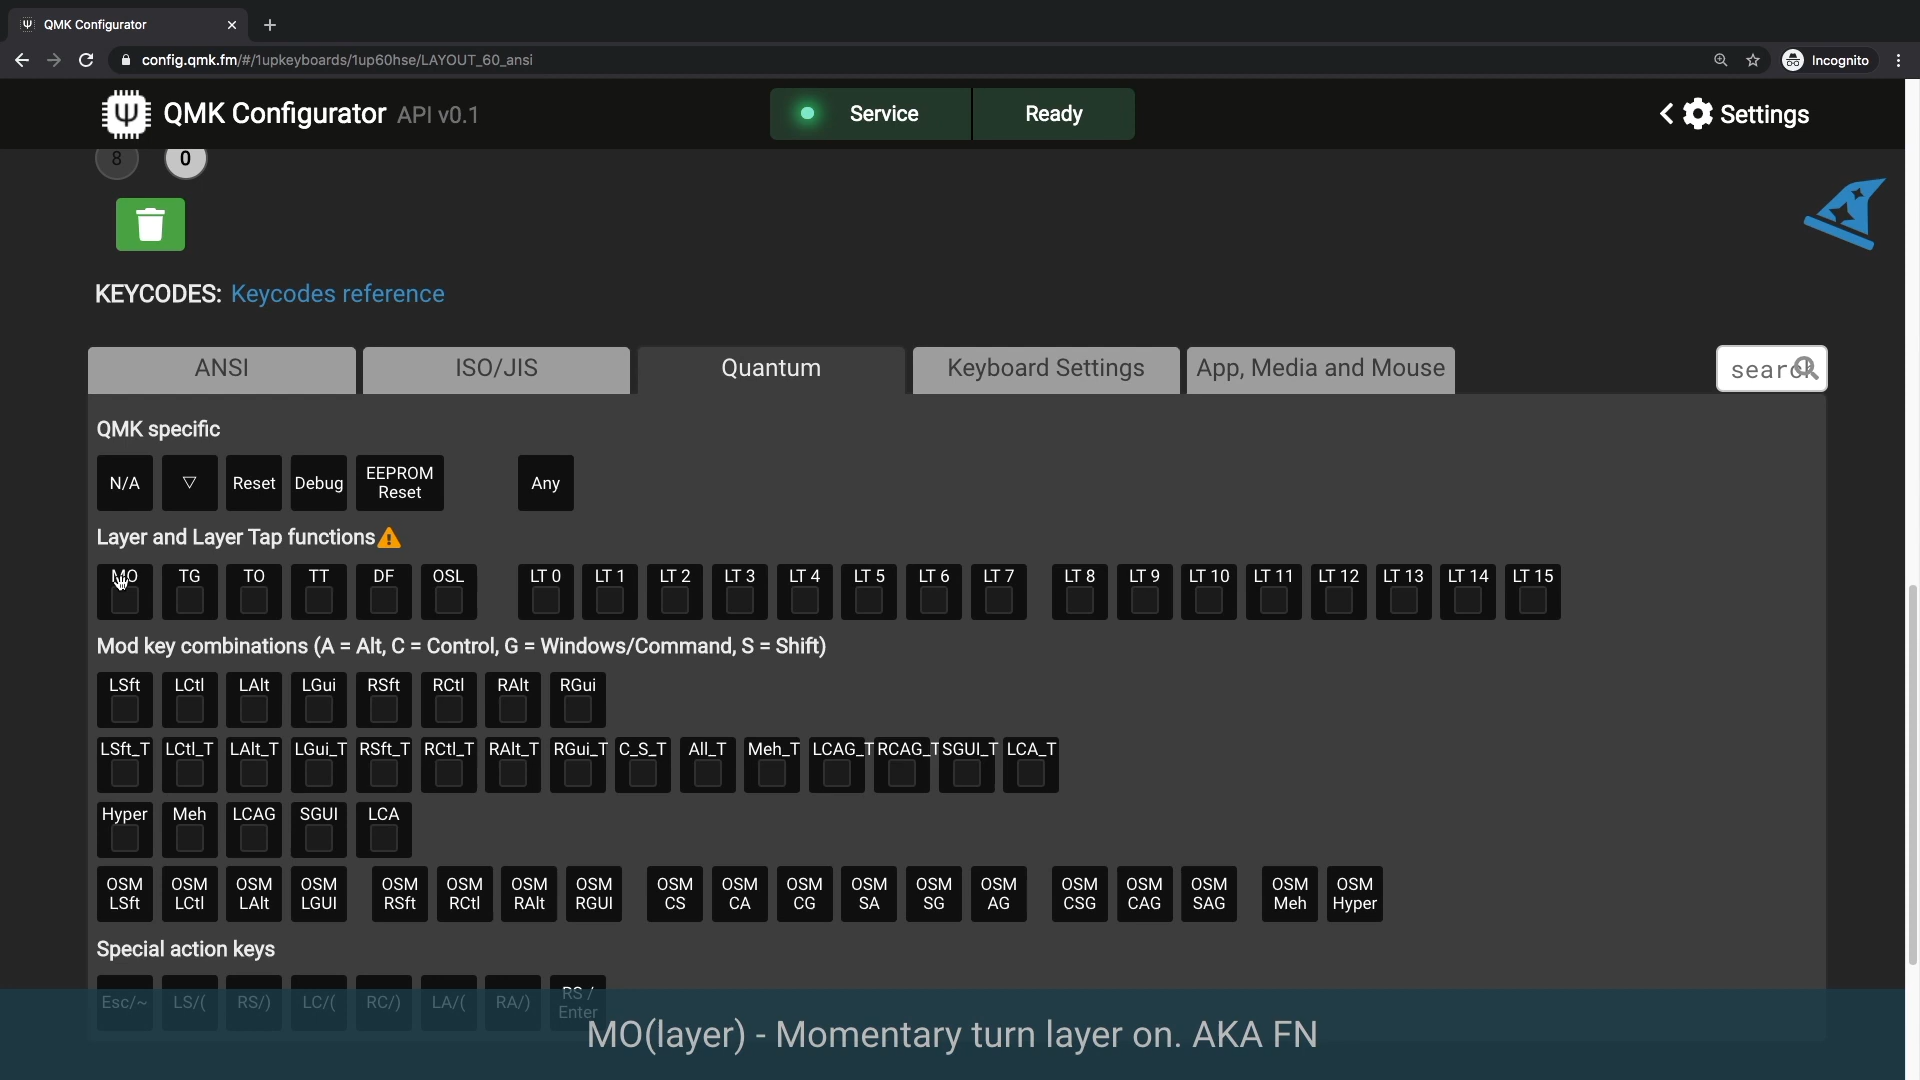 QMK Configurator
config.qmk.fm/#/1upkeyboards/1up60hse/LAYOUT_60_ansi
Incognito
QMK Configurator API v0.1
Service
Ready
Settings
8 0
KEYCODES: Keycodes reference
ANSI ISO/JIS Quantum Keyboard Settings App, Media and Mouse search
QMK specific
N/A ▽ Reset Debug EEPROM Reset Any
Layer and Layer Tap functions
MO TG TO TT DF OSL LT 0 LT 1 LT 2 LT 3 LT 4 LT 5 LT 6 LT 7 LT 8 LT 9 LT 10 LT 11 LT 12 LT 13 LT 14 LT 15
Mod key combinations (A = Alt, C = Control, G = Windows/Command, S = Shift)
LSft LCtl LAlt LGui RSft RCtl RAlt RGui
LSft_T LCtl_T LAlt_T LGui_T RSft_T RCtl_T RAlt_T RGui_T C_S_T All_T Meh_T LCAG_T RCAG_T SGUI_T LCA_T
Hyper Meh LCAG SGUI LCA
OSM LSft OSM LCtl OSM LAlt OSM LGUI OSM RSft OSM RCtl OSM RAlt OSM RGUI OSM CS OSM CA OSM CG OSM SA OSM SG OSM AG OSM CSG OSM CAG OSM SAG OSM Meh OSM Hyper
Special action keys
Esc/~ LS/( RS/) LC/( RC/) LA/( RA/) RS / Enter
MO(layer) - Momentary turn layer on. AKA FN